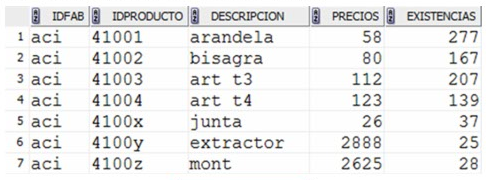 IDFAB IDPRODUCTO DESCRIPCION PRECIOS EXISTENCIAS
1 aci 41001 arandela 58 277
2 aci 41002 bisagra 80 167
3 aci 41003 art t3 112 207
4 aci 41004 art t4 123 139
5 aci 4100x junta 26 37
6 aci 4100y extractor 2888 25
7 aci 4100z mont 2625 28